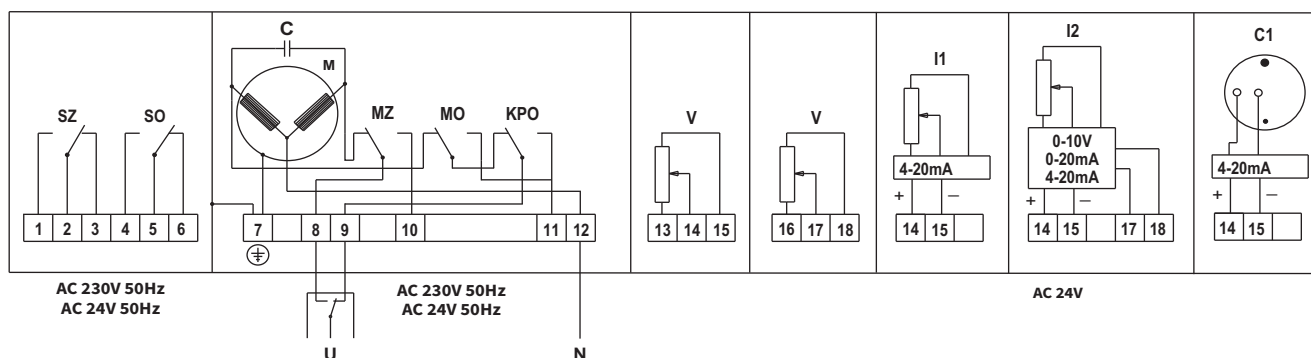 C
M
SZ
SO
MZ
MO
KPO
V
V
I1
I2
C1
4-20mA
+ –
0-10V
0-20mA
4-20mA
+ –
4-20mA
+ –
1 2 3 4 5 6
7 8 9 10 11 12
13 14 15
16 17 18
14 15
14 15 17 18
14 15
AC 230V 50Hz
AC 24V 50Hz
AC 230V 50Hz
AC 24V 50Hz
AC 24V
U
N